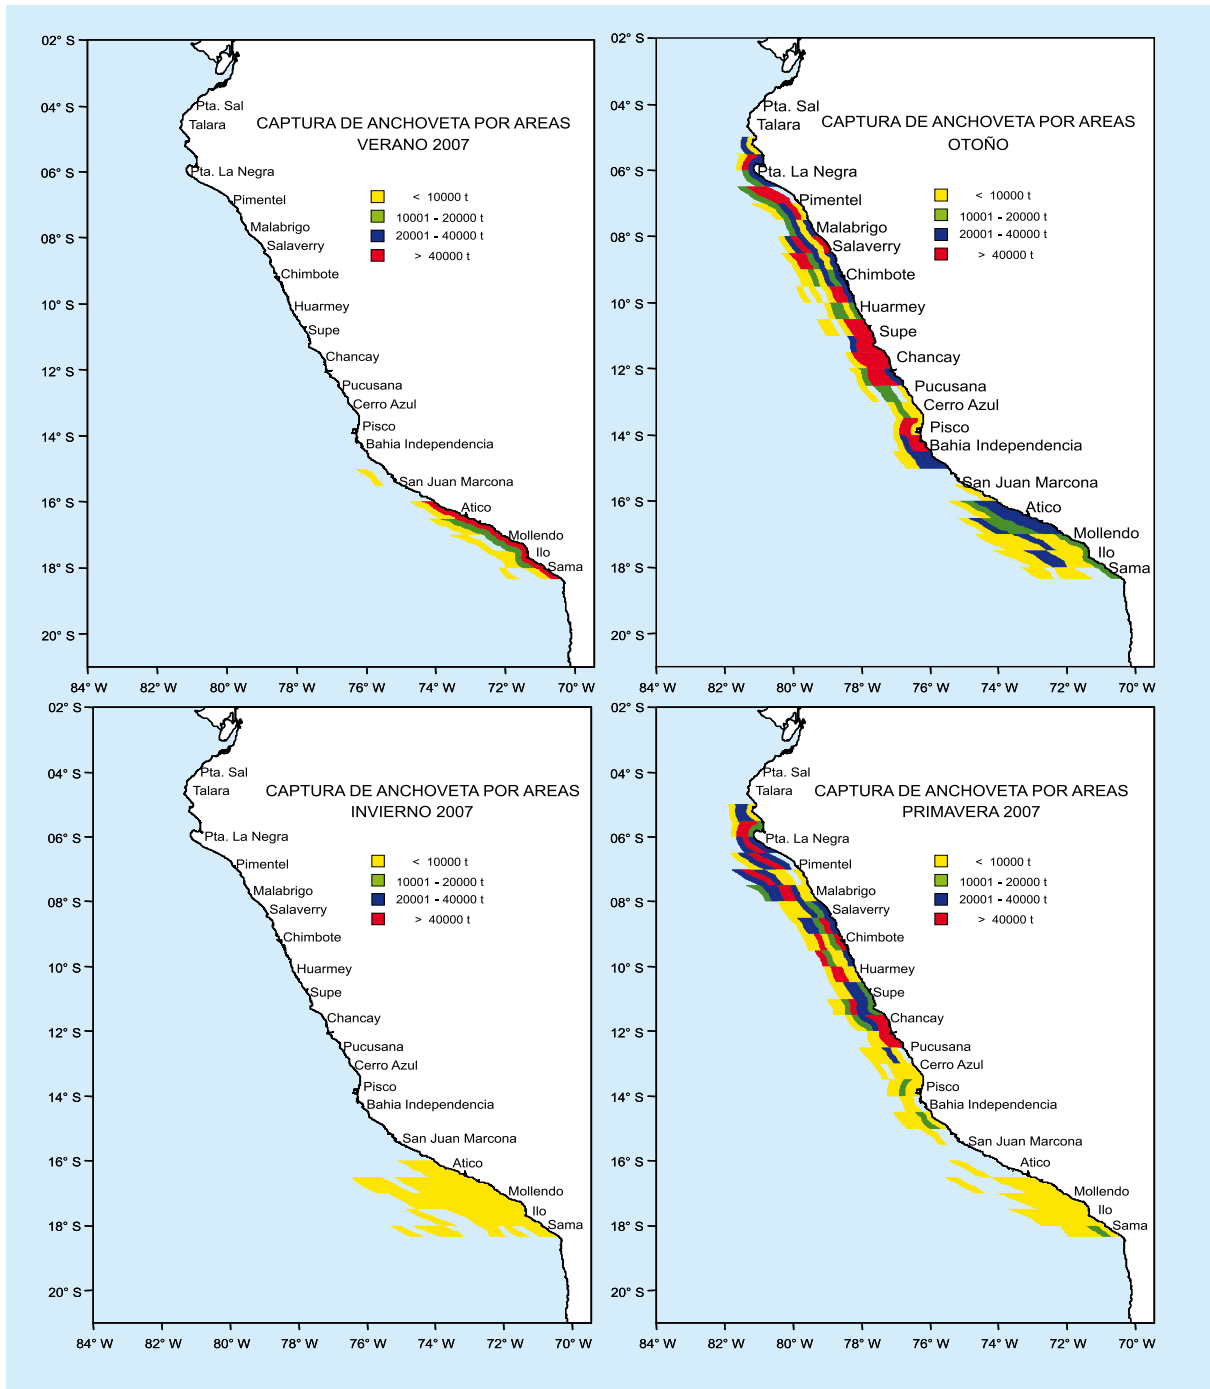 02° S
04° S
06° S
08° S
10° S
12° S
14° S
16° S
18° S
20° S
84° W 82° W 80° W 78° W 76° W 74° W 72° W 70° W
CAPTURA DE ANCHOVETA POR AREAS
VERANO 2007
< 10000 t
10001 - 20000 t
20001 - 40000 t
> 40000 t
Pta. Sal
Talara
Pta. La Negra
Pimentel
Malabrigo
Salaverry
Chimbote
Huarmey
Supe
Chancay
Pucusana
Cerro Azul
Pisco
Bahia Independencia
San Juan Marcona
Atico
Mollendo
Ilo
Sama
02° S
04° S
06° S
08° S
10° S
12° S
14° S
16° S
18° S
20° S
84° W 82° W 80° W 78° W 76° W 74° W 72° W 70° W
CAPTURA DE ANCHOVETA POR AREAS
OTOÑO
< 10000 t
10001 - 20000 t
20001 - 40000 t
> 40000 t
Pta. Sal
Talara
Pta. La Negra
Pimentel
Malabrigo
Salaverry
Chimbote
Huarmey
Supe
Chancay
Pucusana
Cerro Azul
Pisco
Bahia Independencia
San Juan Marcona
Atico
Mollendo
Ilo
Sama
02° S
04° S
06° S
08° S
10° S
12° S
14° S
16° S
18° S
20° S
84° W 82° W 80° W 78° W 76° W 74° W 72° W 70° W
CAPTURA DE ANCHOVETA POR AREAS
INVIERNO 2007
< 10000 t
10001 - 20000 t
20001 - 40000 t
> 40000 t
Pta. Sal
Talara
Pta. La Negra
Pimentel
Malabrigo
Salaverry
Chimbote
Huarmey
Supe
Chancay
Pucusana
Cerro Azul
Pisco
Bahia Independencia
San Juan Marcona
Atico
Mollendo
Ilo
Sama
02° S
04° S
06° S
08° S
10° S
12° S
14° S
16° S
18° S
20° S
84° W 82° W 80° W 78° W 76° W 74° W 72° W 70° W
CAPTURA DE ANCHOVETA POR AREAS
PRIMAVERA 2007
< 10000 t
10001 - 20000 t
20001 - 40000 t
> 40000 t
Pta. Sal
Talara
Pta. La Negra
Pimentel
Malabrigo
Salaverry
Chimbote
Huarmey
Supe
Chancay
Pucusana
Cerro Azul
Pisco
Bahia Independencia
San Juan Marcona
Atico
Mollendo
Ilo
Sama